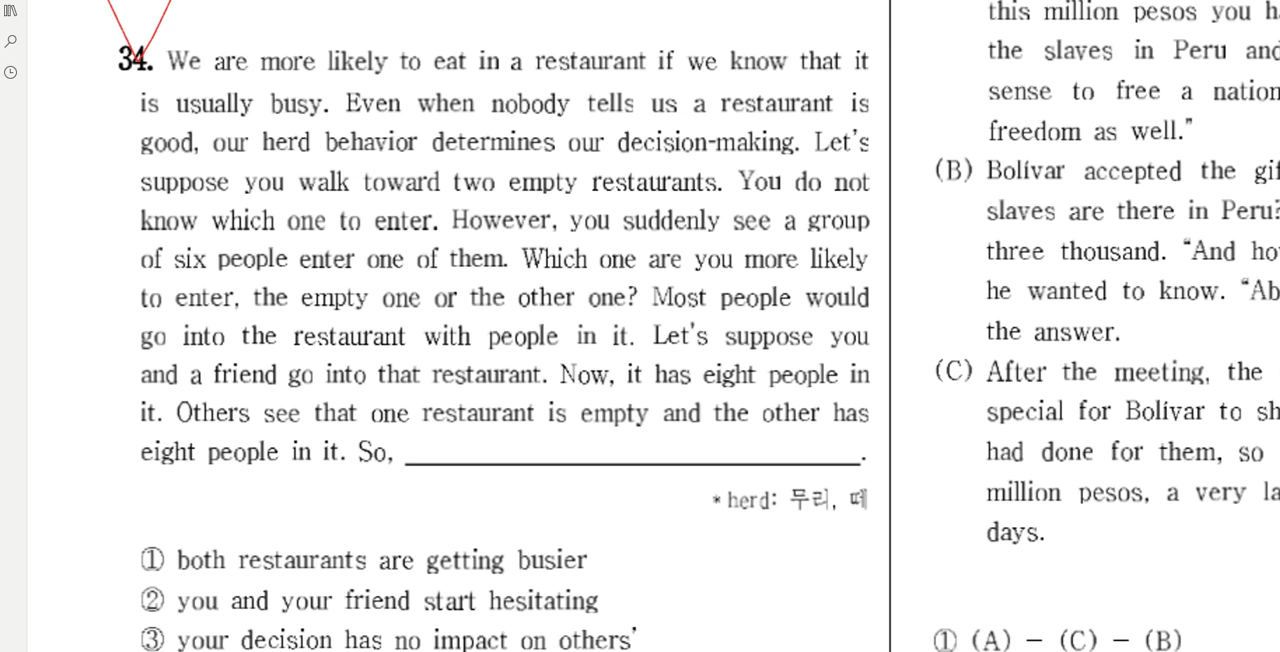 34. We are more likely to eat in a restaurant if we know that it
is usually busy. Even when nobody tells us a restaurant is
good, our herd behavior determines our decision-making. Let's
suppose you walk toward two empty restaurants. You do not
know which one to enter. However, you suddenly see a group
of six people enter one of them. Which one are you more likely
to enter, the empty one or the other one? Most people would
go into the restaurant with people in it. Let's suppose you
and a friend go into that restaurant. Now, it has eight people in
it. Others see that one restaurant is empty and the other has
eight people in it. So, ______________________.
* herd: 무리, 떼
① both restaurants are getting busier
② you and your friend start hesitating
③ your decision has no impact on others'
this million pesos you
the slaves in Peru
sense to free a nation
freedom as well."
(B) Bolívar accepted the
slaves are there in Peru?
three thousand. "And
he wanted to know.
the answer.
(C) After the meeting, the
special for Bolívar to
had done for them, so
million pesos, a very
days.
① (A) - (C) - (B)